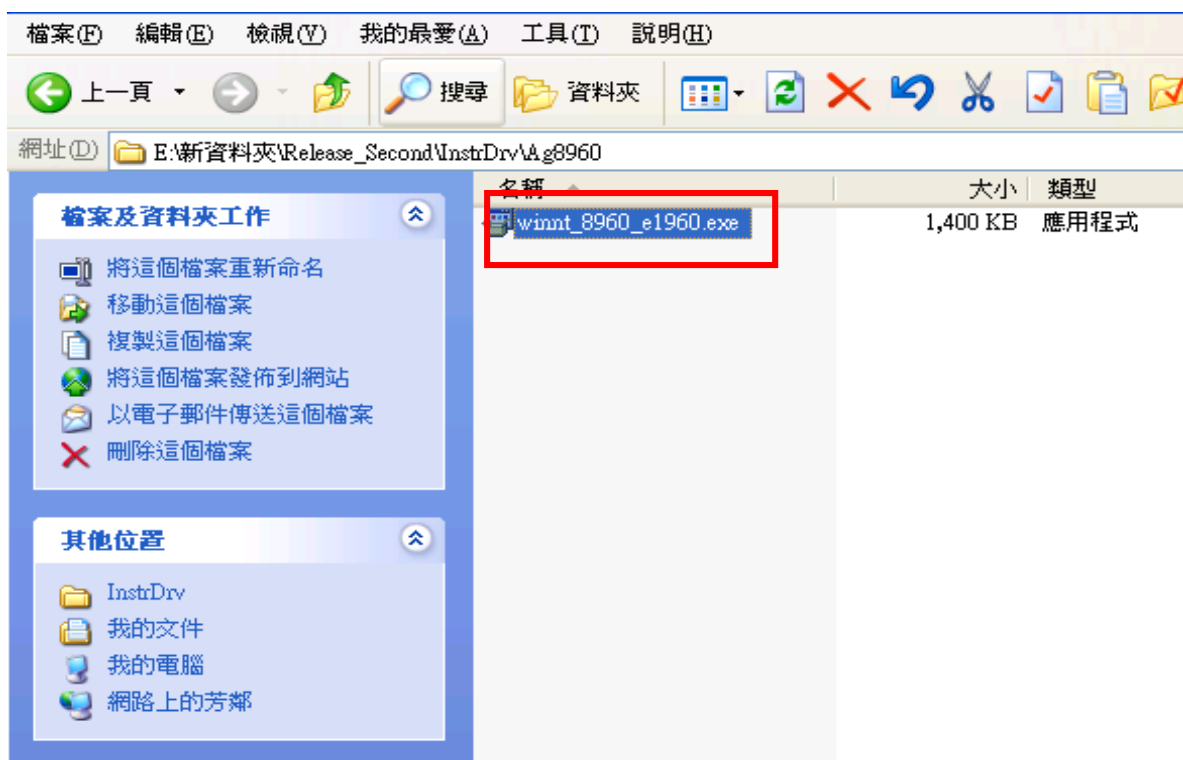 檔案(F) 編輯(E) 檢視(V) 我的最愛(A) 工具(T) 說明(H)
上一頁 搜尋 資料夾
網址(D) E:\新資料夾\Release_Second\InstrDrv\Ag8960
名稱 大小 類型
winnt_8960_e1960.exe 1,400 KB 應用程式
檔案及資料夾工作
將這個檔案重新命名
移動這個檔案
複製這個檔案
將這個檔案發佈到網站
以電子郵件傳送這個檔案
刪除這個檔案
其他位置
InstrDrv
我的文件
我的電腦
網路上的芳鄰